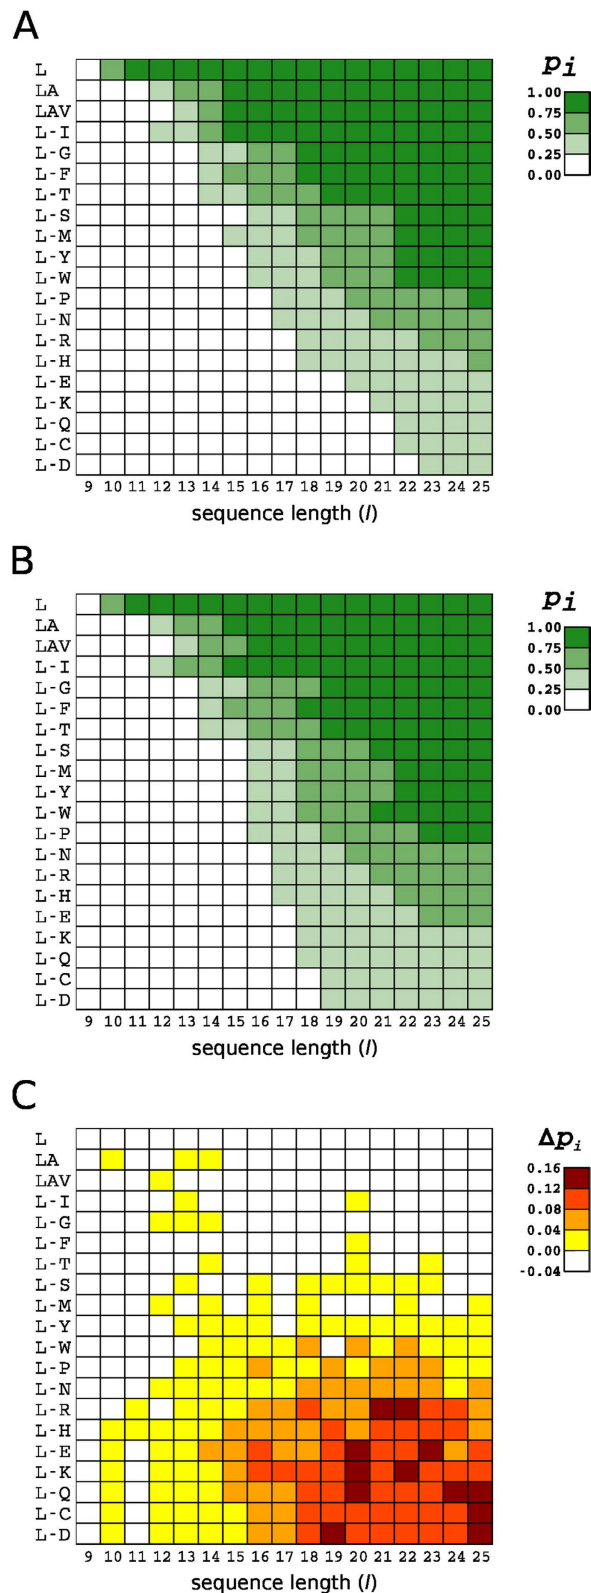 A
L
LA
LAV
L-I
L-G
L-F
L-T
L-S
L-M
L-Y
L-W
L-P
L-N
L-R
L-H
L-E
L-K
L-Q
L-C
L-D
9 10 11 12 13 14 15 16 17 18 19 20 21 22 23 24 25
sequence length (l)
pi
1.00
0.75
0.50
0.25
0.00
B
L
LA
LAV
L-I
L-G
L-F
L-T
L-S
L-M
L-Y
L-W
L-P
L-N
L-R
L-H
L-E
L-K
L-Q
L-C
L-D
9 10 11 12 13 14 15 16 17 18 19 20 21 22 23 24 25
sequence length (l)
pi
1.00
0.75
0.50
0.25
0.00
C
L
LA
LAV
L-I
L-G
L-F
L-T
L-S
L-M
L-Y
L-W
L-P
L-N
L-R
L-H
L-E
L-K
L-Q
L-C
L-D
9 10 11 12 13 14 15 16 17 18 19 20 21 22 23 24 25
sequence length (l)
Δpi
0.16
0.12
0.08
0.04
0.00
-0.04